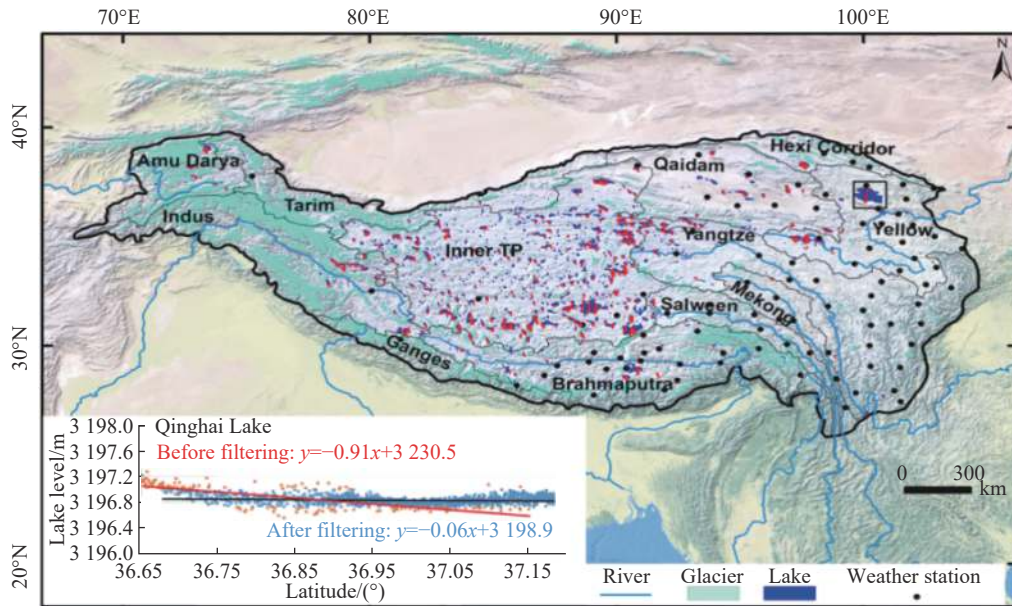 70°E 80°E 90°E 100°E
N
40°N
30°N
20°N
Amu Darya
Hexi Corridor
Qaidam
Tarim
Indus
Yellow
Yangtze
Inner TP
Mekong
Salween
Ganges
Brahmaputra
3 198.0
3 197.2
3 196.8
3 196.4
3 196.0
Lake level/m
Qinghai Lake
Before filtering: y=−0.91x+3 230.5
After filtering: y=−0.06x+3 198.9
36.65 36.75 36.85 36.95 37.05 37.15
Latitude/(°)
0 300
km
River Glacier Lake Weather station